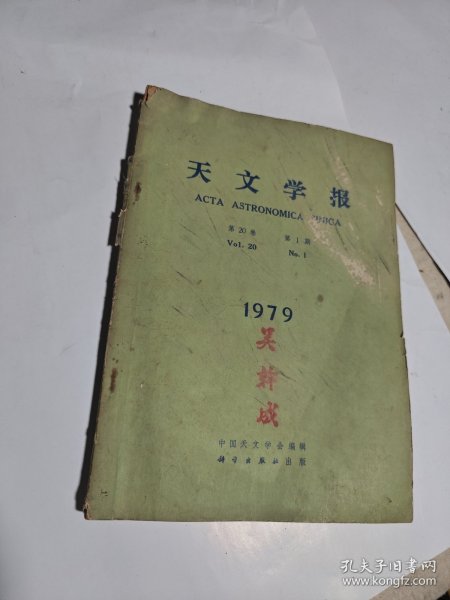 天文学报
ACTA ASTRONOMICA SINICA
第20卷 第1期
Vol. 20 No. 1
1979
吴
成
中国天文学会编辑
科学出版社出版
孔夫子旧书网
www.kongfz.com